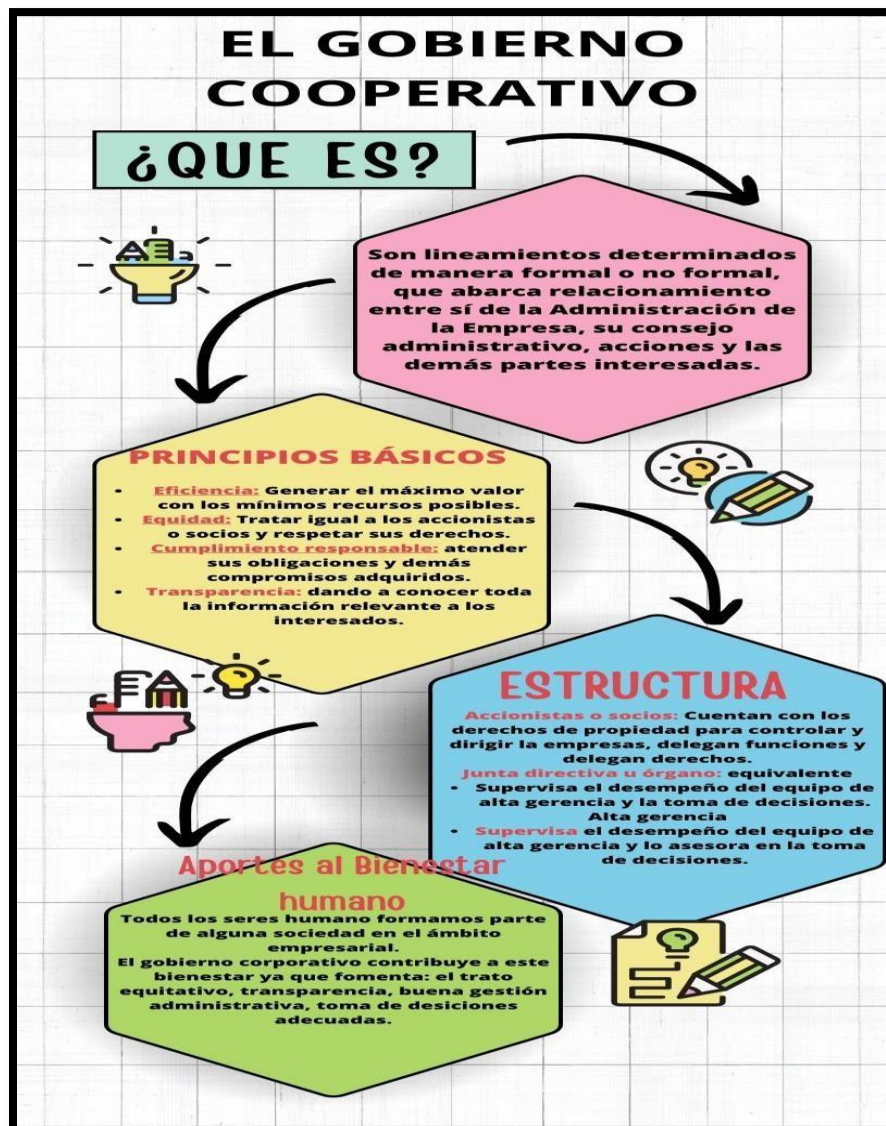 EL GOBIERNO
COOPERATIVO
¿QUE ES?
Son lineamientos determinados
de manera formal o no formal,
que abarca relacionamiento
entre sí de la Administración de
la Empresa, su consejo
administrativo, acciones y las
demás partes interesadas.
PRINCIPIOS BÁSICOS
• Eficiencia: Generar el máximo valor
con los mínimos recursos posibles.
• Equidad: Tratar igual a los accionistas
o socios y respetar sus derechos.
• Cumplimiento responsable: atender
sus obligaciones y demás
compromisos adquiridos.
• Transparencia: dando a conocer toda
la información relevante a los
interesados.
ESTRUCTURA
Accionistas o socios: Cuentan con los
derechos de propiedad para controlar y
dirigir la empresas, delegan funciones y
delegan derechos.
Junta directiva u órgano: equivalente
• Supervisa el desempeño del equipo de
alta gerencia y la toma de decisiones.
Alta gerencia
• Supervisa el desempeño del equipo de
alta gerencia y lo asesora en la toma
de decisiones.
Aportes al Bienestar
humano
Todos los seres humano formamos parte
de alguna sociedad en el ámbito
empresarial.
El gobierno corporativo contribuye a este
bienestar ya que fomenta: el trato
equitativo, transparencia, buena gestión
administrativa, toma de desiciones
adecuadas.